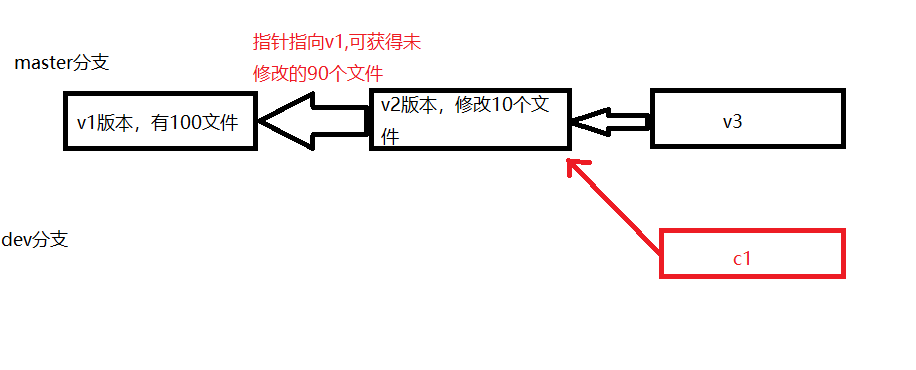 指针指向v1,可获得未
修改的90个文件
master分支
v1版本，有100文件
v2版本，修改10个文
件
v3
dev分支
c1